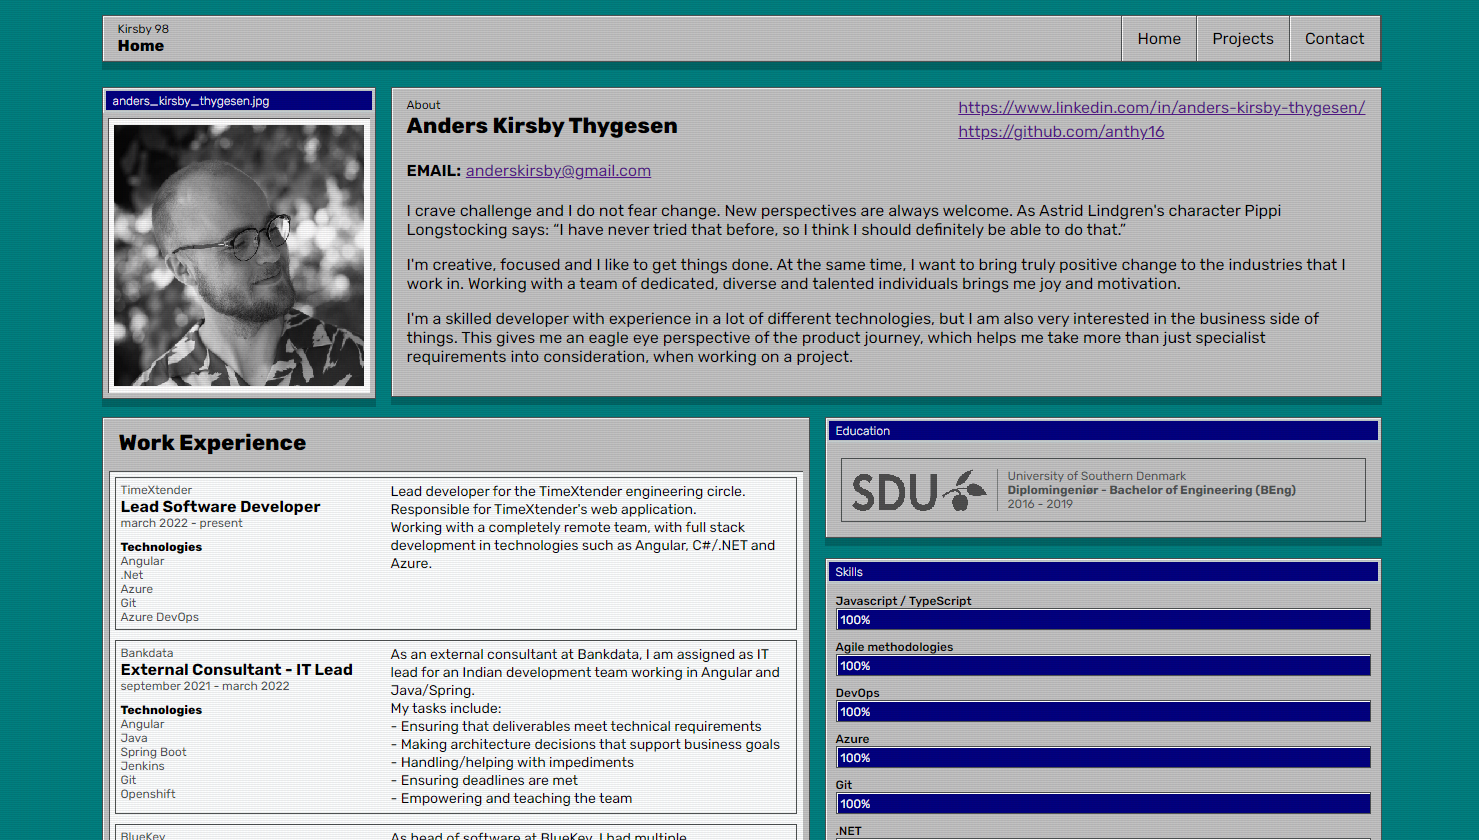 Kirsby 98
Home
Home
Projects
Contact
anders_kirsby_thygesen.jpg
About
Anders Kirsby Thygesen
https://www.linkedin.com/in/anders-kirsby-thygesen/
https://github.com/anthy16
EMAIL: anderskirsby@gmail.com
I crave challenge and I do not fear change. New perspectives are always welcome. As Astrid Lindgren's character Pippi
Longstocking says: “I have never tried that before, so I think I should definitely be able to do that.”
I'm creative, focused and I like to get things done. At the same time, I want to bring truly positive change to the industries that I
work in. Working with a team of dedicated, diverse and talented individuals brings me joy and motivation.
I'm a skilled developer with experience in a lot of different technologies, but I am also very interested in the business side of
things. This gives me an eagle eye perspective of the product journey, which helps me take more than just specialist
requirements into consideration, when working on a project.
Work Experience
TimeXtender
Lead Software Developer
march 2022 - present
Technologies
Angular
.Net
Azure
Git
Azure DevOps
Lead developer for the TimeXtender engineering circle.
Responsible for TimeXtender's web application.
Working with a completely remote team, with full stack
development in technologies such as Angular, C#/.NET and
Azure.
Bankdata
External Consultant - IT Lead
september 2021 - march 2022
Technologies
Angular
Java
Spring Boot
Jenkins
Git
Openshift
As an external consultant at Bankdata, I am assigned as IT
lead for an Indian development team working in Angular and
Java/Spring.
My tasks include:
- Ensuring that deliverables meet technical requirements
- Making architecture decisions that support business goals
- Handling/helping with impediments
- Ensuring deadlines are met
- Empowering and teaching the team
BlueKey
As head of software at BlueKey, I had multiple
Education
SDU
University of Southern Denmark
Diplomingeniør - Bachelor of Engineering (BEng)
2016 - 2019
Skills
Javascript / TypeScript
100%
Agile methodologies
100%
DevOps
100%
Azure
100%
Git
100%
.NET